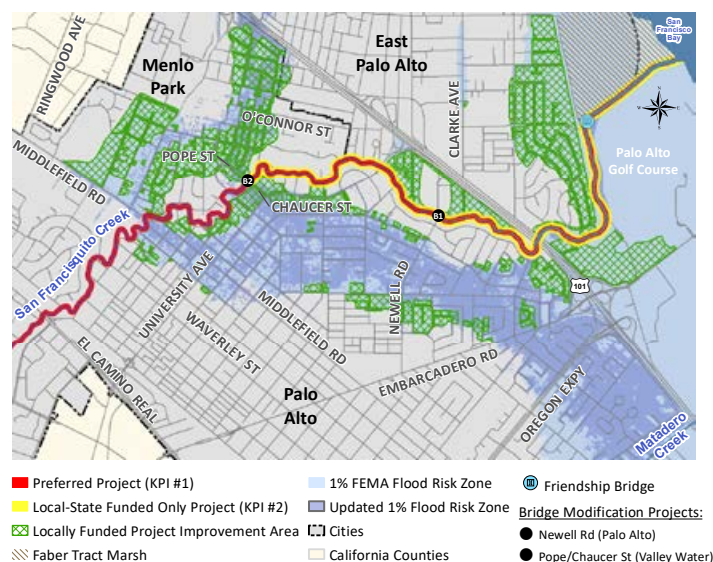 San
Francisco
Bay
East
Palo Alto
Menlo
Park
RINGWOOD AVE
CLARKE AVE
O'CONNOR ST
POPE ST
MIDDLEFIELD RD
Palo Alto
Golf Course
B2
CHAUCER ST
B1
San Francisquito Creek
UNIVERSITY AVE
101
NEWELL RD
MIDDLEFIELD RD
WAVERLEY ST
EL CAMINO REAL
EMBARCADERO RD
OREGON EXPY
Palo
Alto
Matadero
Creek
N
W
E
S
Preferred Project (KPI #1)
Local-State Funded Only Project (KPI #2)
Locally Funded Project Improvement Area
Faber Tract Marsh
1% FEMA Flood Risk Zone
Updated 1% Flood Risk Zone
Cities
California Counties
Friendship Bridge
Bridge Modification Projects:
Newell Rd (Palo Alto)
Pope/Chaucer St (Valley Water)